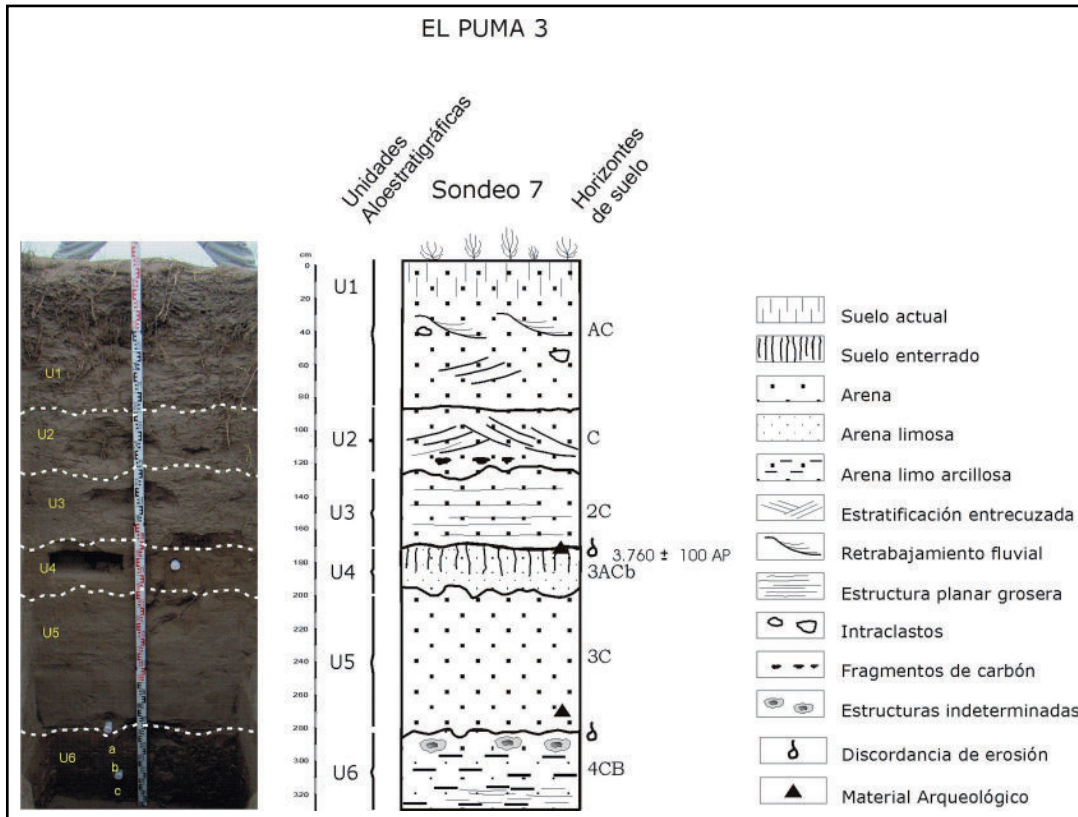 EL PUMA 3
Unidades
Aloestratigráficas
Sondeo 7
Horizontes
de suelo
cm
0
20
40
60
80
100
120
140
160
180
200
200
220
240
260
280
300
320
U1
U2
U3
U4
U5
U6
AC
C
2C
3.760 ± 100 AP
3ACb
3C
4CB
U1
U2
U3
U4
U5
U6
a
b
c
Suelo actual
Suelo enterrado
Arena
Arena limosa
Arena limo arcillosa
Estratificación entrecuzada
Retrabajamiento fluvial
Estructura planar grosera
Intraclastos
Fragmentos de carbón
Estructuras indeterminadas
Discordancia de erosión
Material Arqueológico